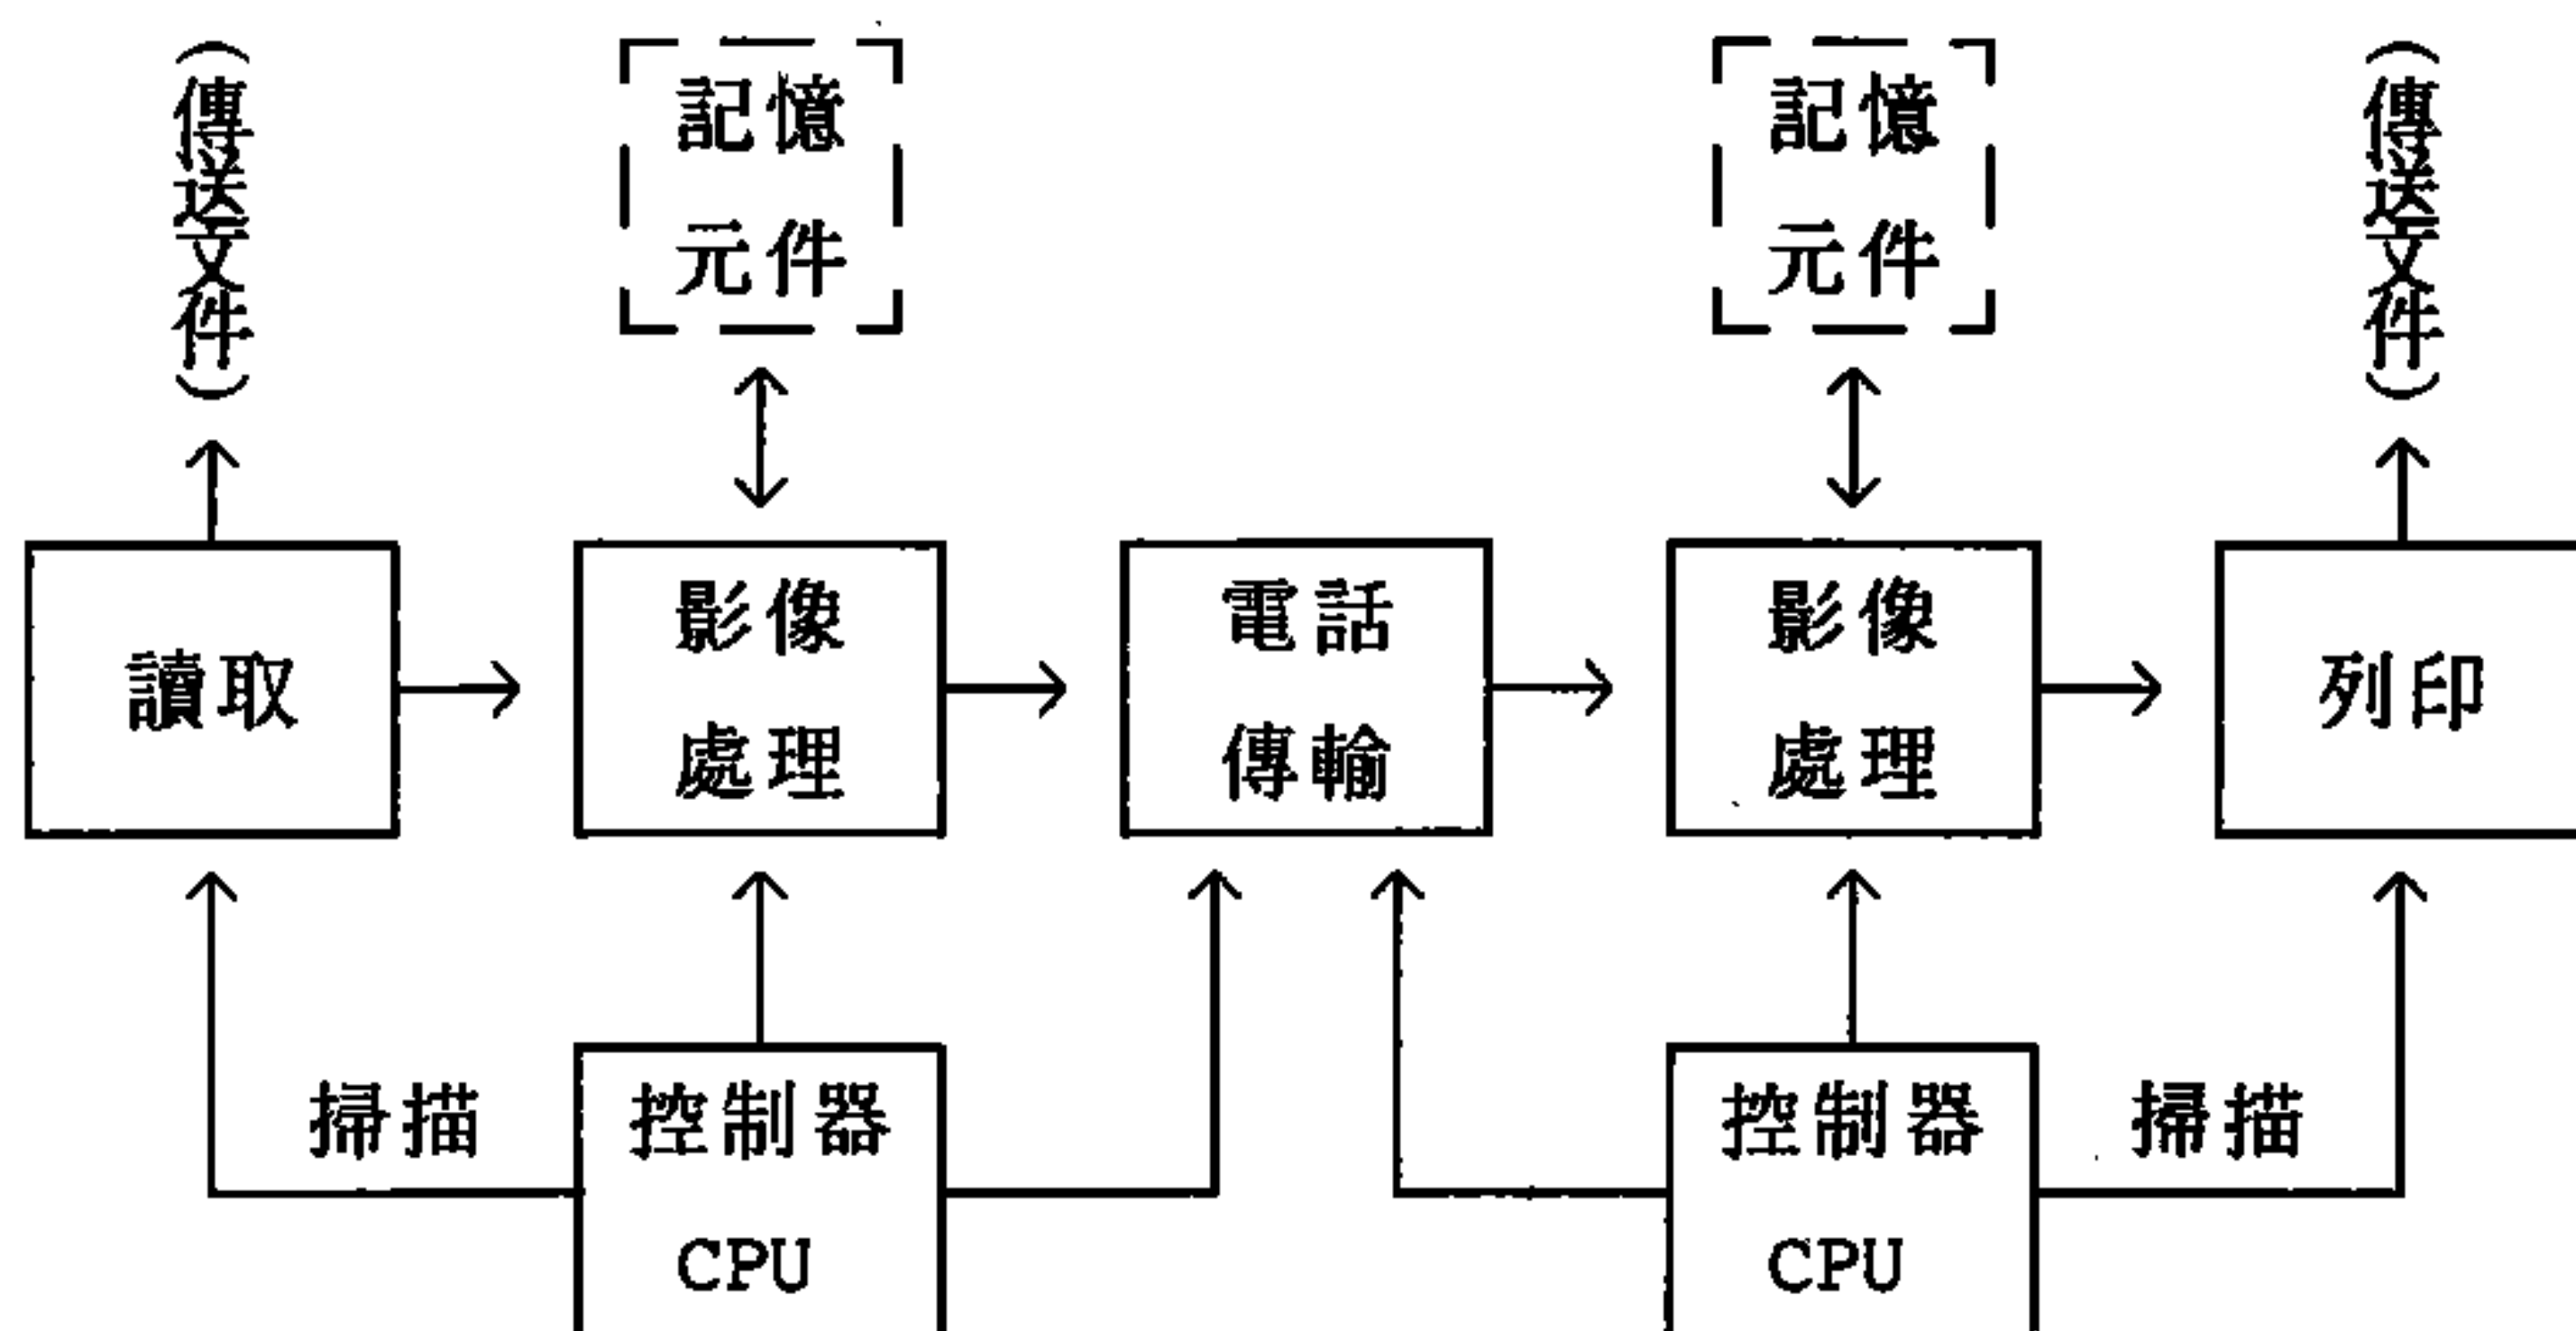 (傳送文件)
記憶
元件
記憶
元件
(傳送文件)
讀取
影像
處理
電話
傳輸
影像
處理
列印
掃描
控制器
CPU
控制器
CPU
掃描